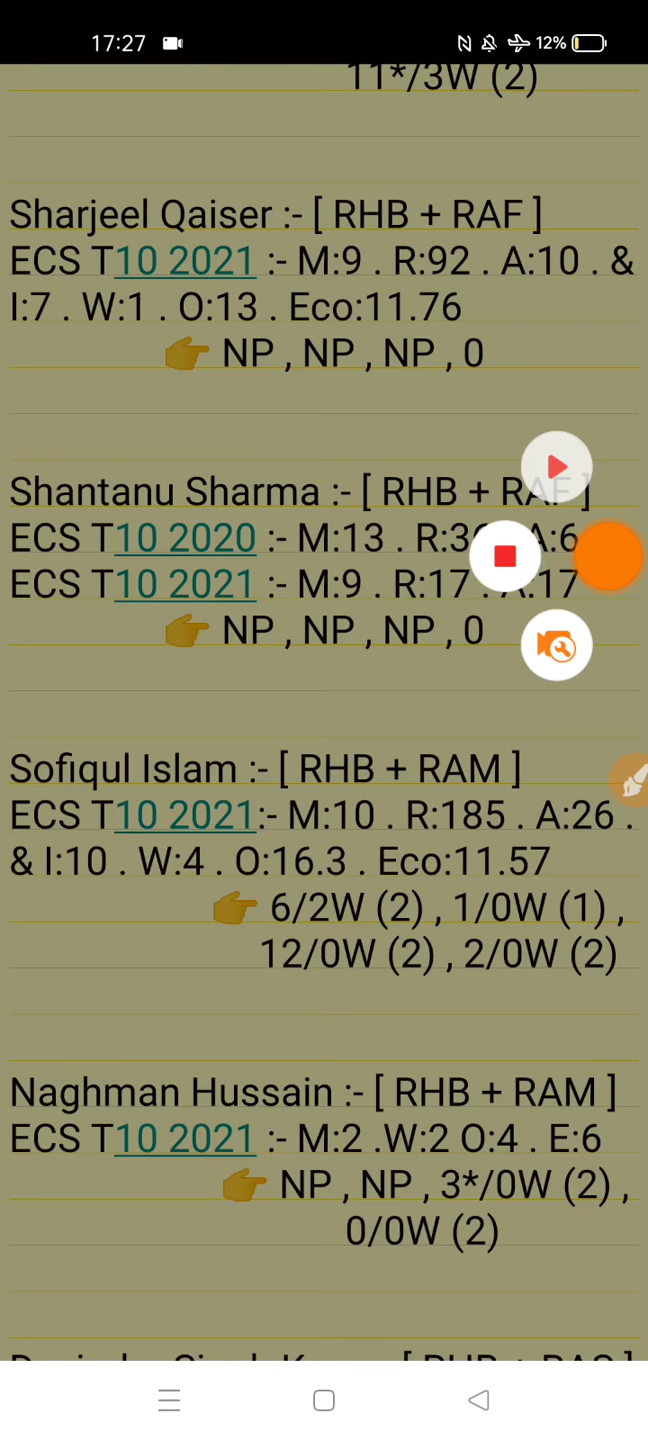 17:27 12%
11*/3W (2)
Sharjeel Qaiser :- [ RHB + RAF ]
ECS T10 2021 :- M:9 . R:92 . A:10 . &
I:7 . W:1 . O:13 . Eco:11.76
👉 NP , NP , NP , 0
Shantanu Sharma :- [ RHB + RAF ]
ECS T10 2020 :- M:13 . A:6
ECS T10 2021 :- M:9 . R:17 . A:17
👉 NP , NP , NP , 0
Sofiqul Islam :- [ RHB + RAM ]
ECS T10 2021:- M:10 . R:185 . A:26 .
& I:10 . W:4 . O:16.3 . Eco:11.57
👉 6/2W (2) , 1/0W (1) ,
12/0W (2) , 2/0W (2)
Naghman Hussain :- [ RHB + RAM ]
ECS T10 2021 :- M:2 .W:2 O:4 . E:6
👉 NP , NP , 3*/0W (2) ,
0/0W (2)